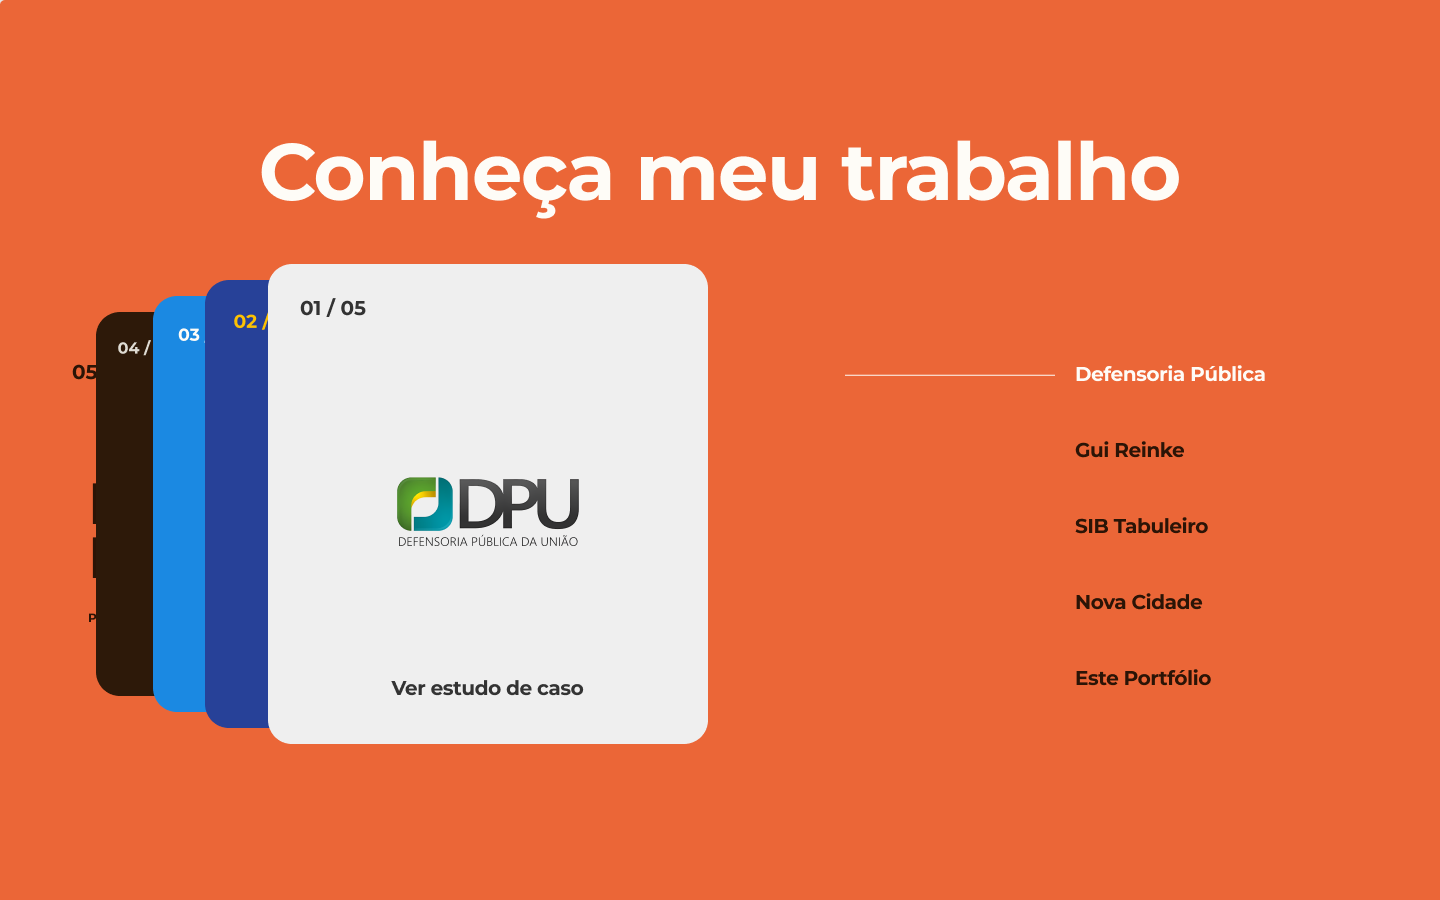 Conheça meu trabalho
01 / 05
02 /
03
04 /
05
DPU
DEFENSORIA PÚBLICA DA UNIÃO
Ver estudo de caso
Defensoria Pública
Gui Reinke
SIB Tabuleiro
Nova Cidade
Este Portfólio